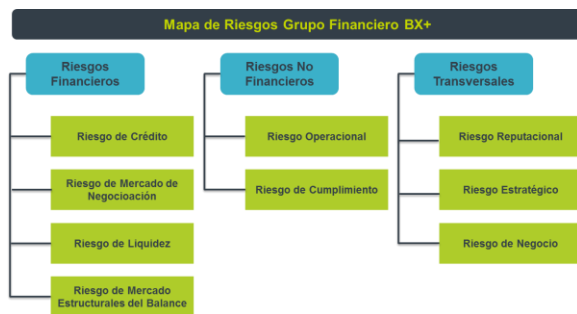 Mapa de Riesgos Grupo Financiero BX+
Riesgos
Financieros
Riesgo de Crédito
Riesgo de Mercado de
Negocioación
Riesgo de Liquidez
Riesgo de Mercado
Estructurales del Balance
Riesgos No
Financieros
Riesgo Operacional
Riesgo de Cumplimiento
Riesgos
Transversales
Riesgo Reputacional
Riesgo Estratégico
Riesgo de Negocio